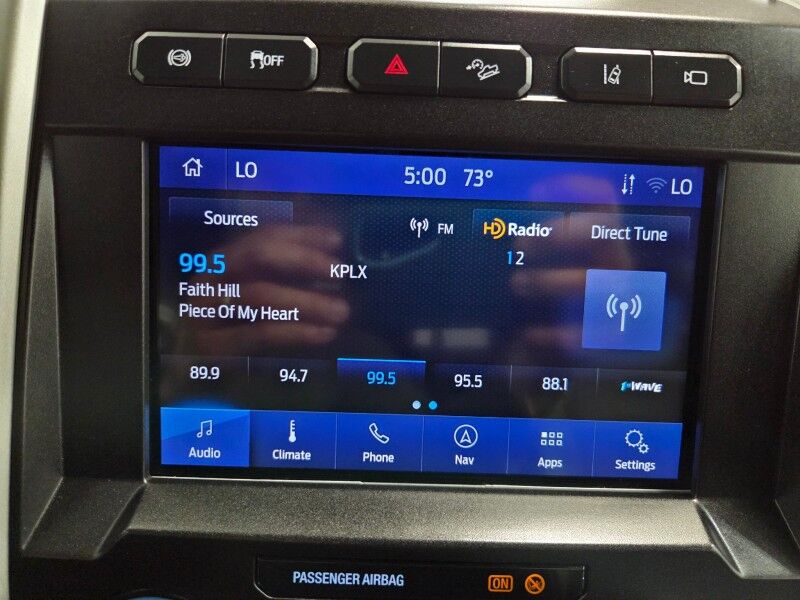 OFF
LO 5:00 73° LO
Sources FM HD Radio Direct Tune
1 2
99.5 KPLX
Faith Hill
Piece Of My Heart
89.9 94.7 99.5 95.5 88.1 1st WAVE
Audio Climate Phone Nav Apps Settings
PASSENGER AIRBAG ON